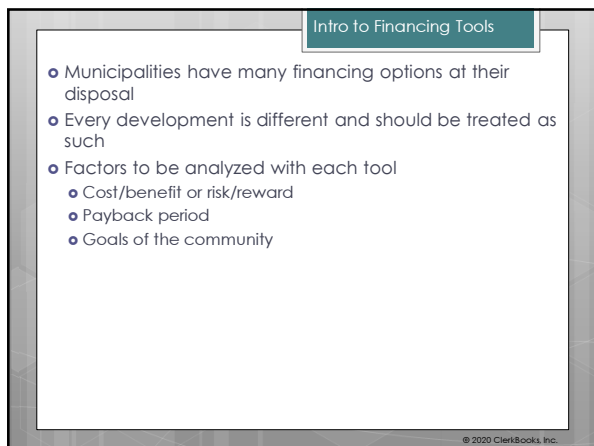 Intro to Financing Tools
Municipalities have many financing options at their
disposal
Every development is different and should be treated as
such
Factors to be analyzed with each tool
Cost/benefit or risk/reward
Payback period
Goals of the community
© 2020 ClerkBooks, Inc.